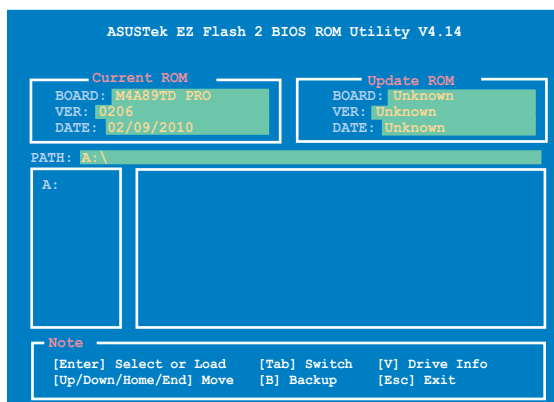 ASUSTek EZ Flash 2 BIOS ROM Utility V4.14
Current ROM
BOARD: M4A89TD PRO
VER: 0206
DATE: 02/09/2010
Update ROM
BOARD: Unknown
VER: Unknown
DATE: Unknown
PATH: A:\
A:
Note
[Enter] Select or Load [Tab] Switch [V] Drive Info
[Up/Down/Home/End] Move [B] Backup [Esc] Exit